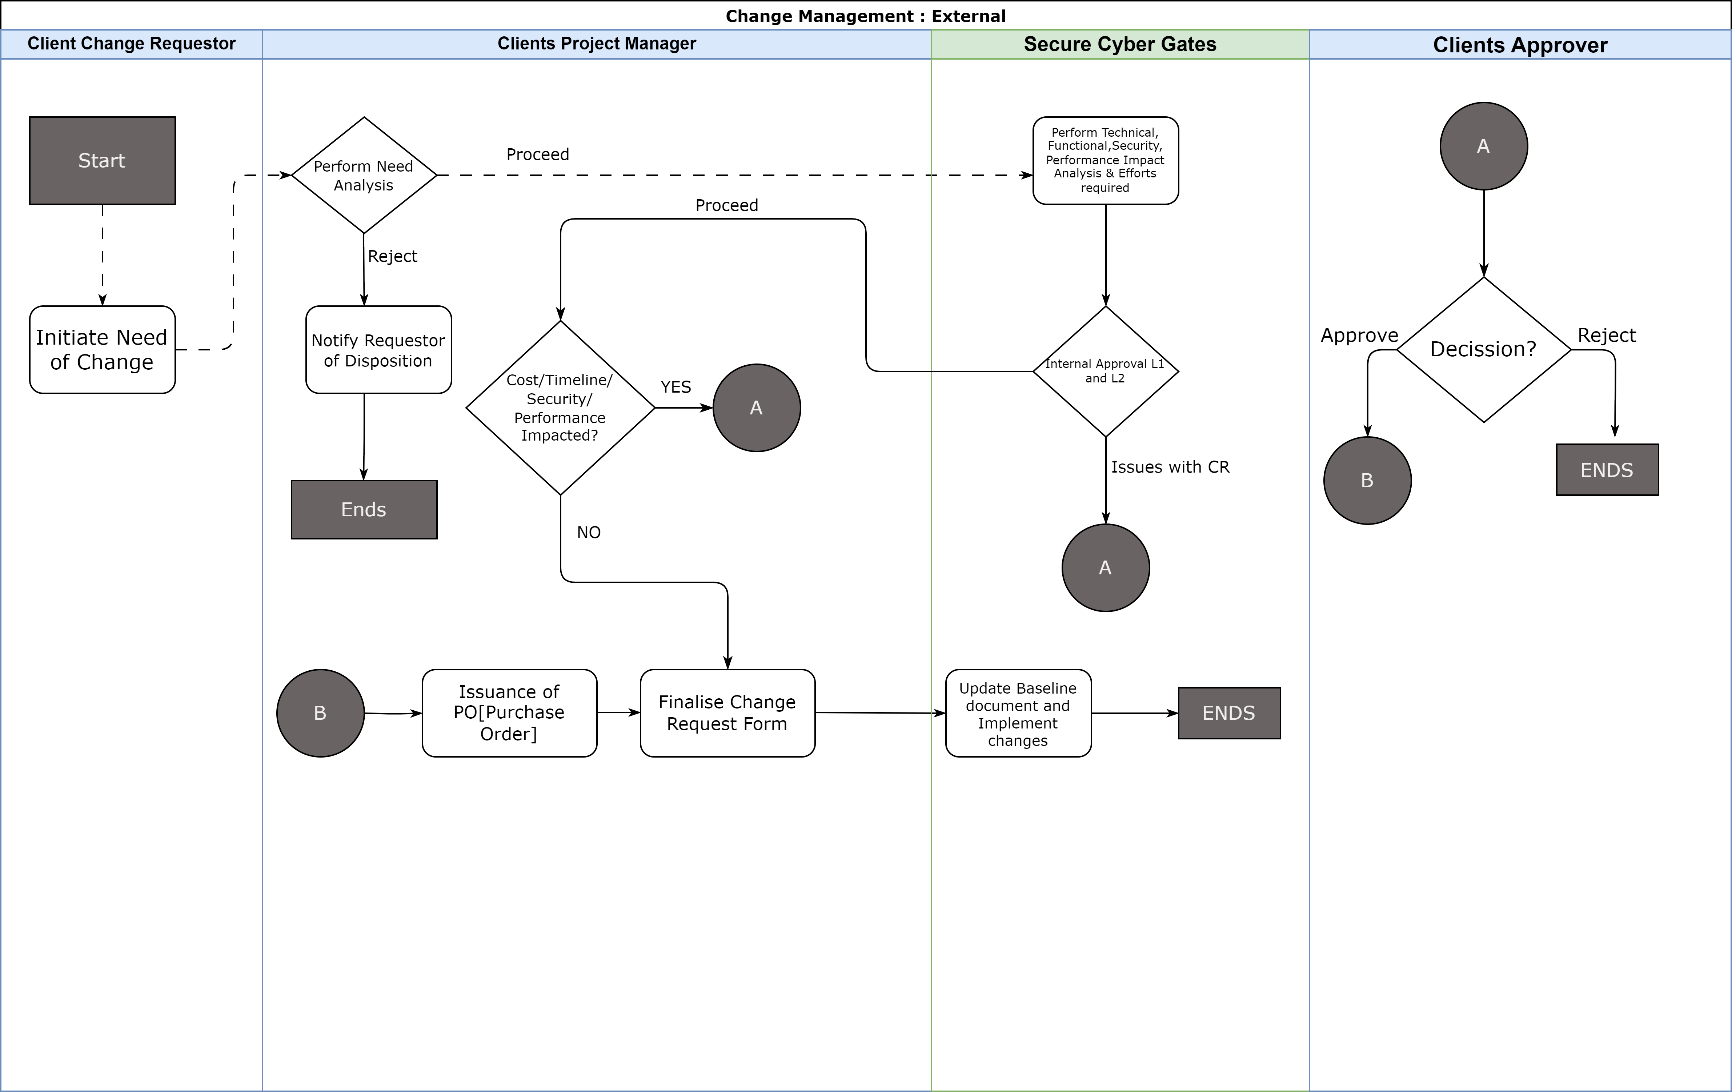 Change Management : External
Client Change Requestor
Clients Project Manager
Secure Cyber Gates
Clients Approver
Start
Initiate Need
of Change
Perform Need
Analysis
Proceed
Reject
Notify Requestor
of Disposition
Ends
Proceed
Cost/Timeline/
Security/
Performance
Impacted?
YES
A
NO
B
Issuance of
PO[Purchase
Order]
Finalise Change
Request Form
Perform Technical,
Functional,Security,
Performance Impact
Analysis & Efforts
required
Internal Approval L1
and L2
Issues with CR
A
Update Baseline
document and
Implement
changes
ENDS
A
Decission?
Approve
Reject
B
ENDS